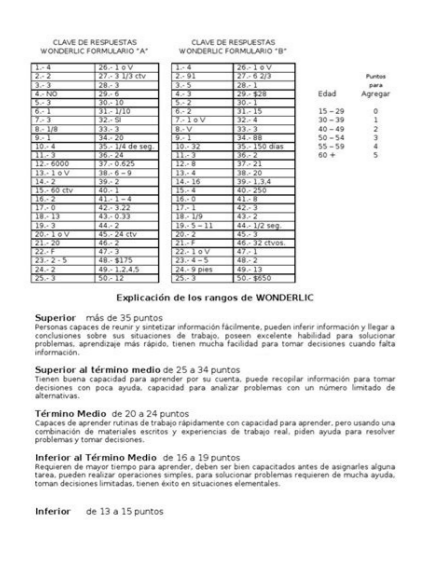 CLAVE DE RESPUESTAS
WONDERLIC FORMULARIO "A"
1.- 4 26.- 1 o V
2.- 2 27.- 3 1/3 ctv
3.- 3 28.- 3
4.- NO 29.- 6
5.- 3 30.- 10
6.- 1 31.- 2
7.- 3 32.- SI
8.- 1/8 33.- 3
9.- 1 34.- 20
10.- 4 35.- 1/4 de seg.
11.- 3 36.- 24
12.- 6000 37.- 0.625
13.- 1 o V 38.- 6 – 9
14.- 2 39.- 2
15.- 60 ctv 40.- 1
16.- 2 41.- 1 – 4
17.- 0 42.- 3.22
18.- 13 43.- 0.33
19.- 3 44.- 2
20.- 1 o V 45.- 24 ctv
21.- 20 46.- 2
22.- F 47.- 3
23.- 2 - 5 48.- $175
24.- 2 49.- 1,2,4,5
25.- 3 50.- 12
CLAVE DE RESPUESTAS
WONDERLIC FORMULARIO "B"
1.- 4 26.- 1 o V
2.- 91 27.- 6 2/3
3.- 5 28.- 1
4.- 3 29.- $28
5.- 2 30.- 1
6.- 2 31.- 15
7.- 1 o V 32.- 4
8.- V 33.- 3
9.- 1 34.- 88
10.- 32 35.- 150 días
11.- 3 36.- 2
12.- 8 37.- 21
13.- 4 38.- 20
14.- 16 39.- 1,3,4
15.- 4 40.- 250
16.- 0 41.- 8
17.- 1 42.- 3
18.- 1/9 43.- 2
19.- 5 – 11 44.- 1/2 seg.
20.- 2 45.- 3
21.- F 46.- 32 ctvos.
22.- 1 o V 47.- 1
23.- 4 – 5 48.- 2
24.- 9 pies 49.- 13
25.- 3 50.- $650
Puntos
para
Edad Agregar
15 – 29 0
30 – 39 1
40 – 49 2
50 – 54 3
55 – 59 4
60 + 5
Explicación de los rangos de WONDERLIC
Superior más de 35 puntos
Personas capaces de reunir y sintetizar información fácilmente, pueden inferir información y llegar a
conclusiones sobre sus situaciones de trabajo, poseen excelente habilidad para solucionar
problemas, aprendizaje más rápido, tienen mucha facilidad para tomar decisiones cuando falta
información.
Superior al término medio de 25 a 34 puntos
Tienen buena capacidad para aprender por su cuenta, puede recopilar información para tomar
decisiones con poca ayuda, capacidad para analizar problemas con un número limitado de
alternativas.
Término Medio de 20 a 24 puntos
Capaces de aprender rutinas de trabajo rápidamente con capacidad para aprender, pero usando una
combinación de materiales escritos y experiencias de trabajo real, piden ayuda para resolver
problemas y tomar decisiones.
Inferior al Término Medio de 16 a 19 puntos
Requieren de mayor tiempo para aprender, deben ser bien capacitados antes de asignarles alguna
tarea, pueden realizar operaciones simples, para solucionar problemas requieren de mucha ayuda,
toman decisiones limitadas, tienen éxito en situaciones elementales.
Inferior de 13 a 15 puntos